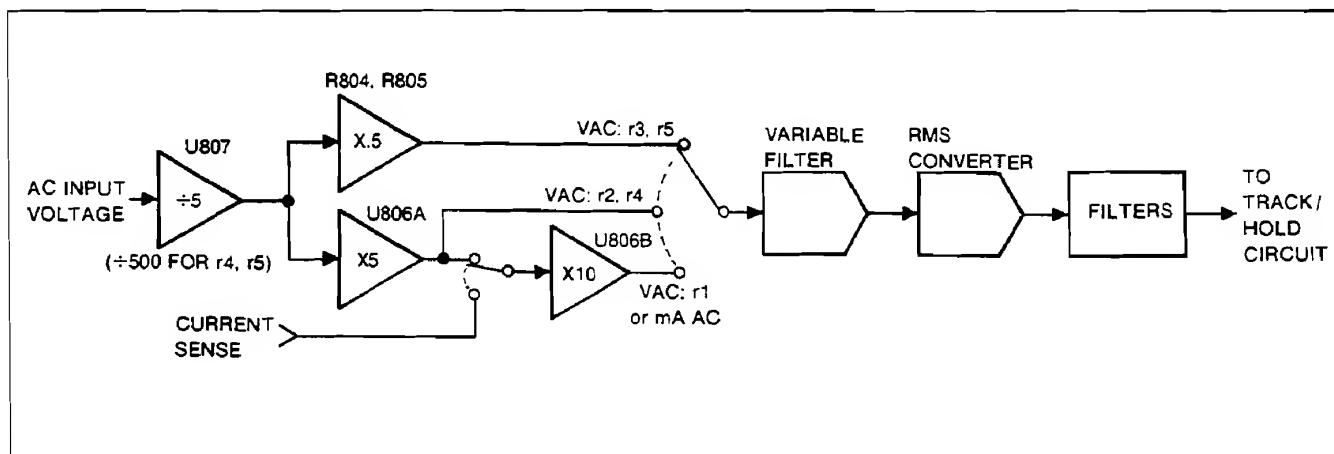 R804, R805
X.5
VAC: r3, r5
VARIABLE
FILTER
RMS
CONVERTER
U807
AC INPUT
VOLTAGE
÷5
(÷500 FOR r4, r5)
U806A
X5
VAC: r2, r4
U806B
X10
VAC: r1
or mA AC
CURRENT
SENSE
FILTERS
TO
TRACK/
HOLD
CIRCUIT